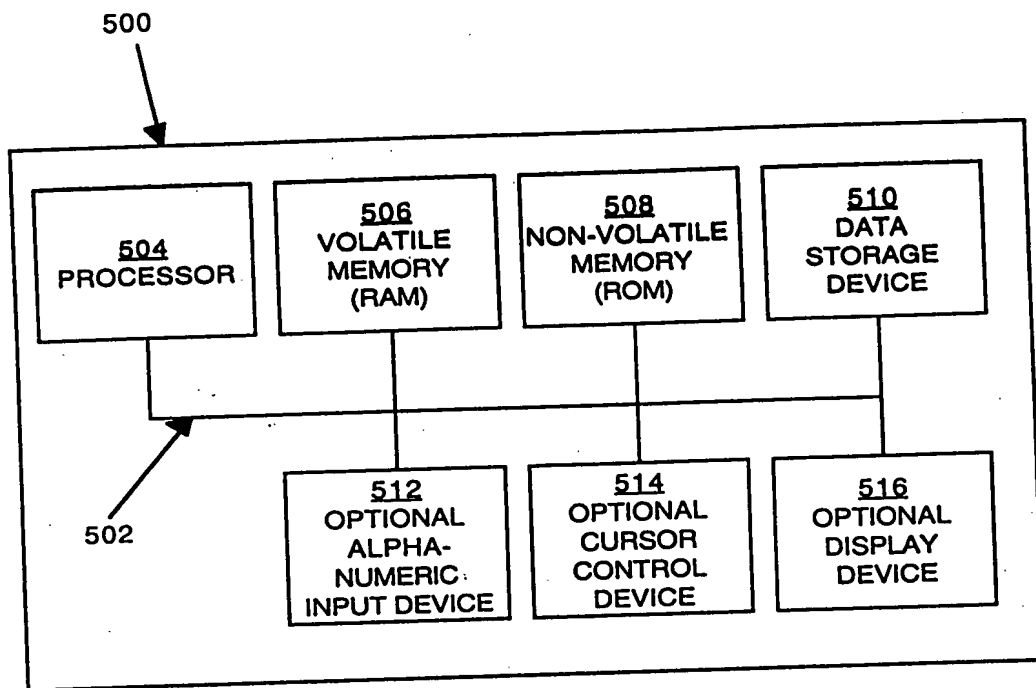 500
504
PROCESSOR
506
VOLATILE
MEMORY
(RAM)
508
NON-VOLATILE
MEMORY
(ROM)
510
DATA
STORAGE
DEVICE
502
512
OPTIONAL
ALPHA-
NUMERIC
INPUT DEVICE
514
OPTIONAL
CURSOR
CONTROL
DEVICE
516
OPTIONAL
DISPLAY
DEVICE